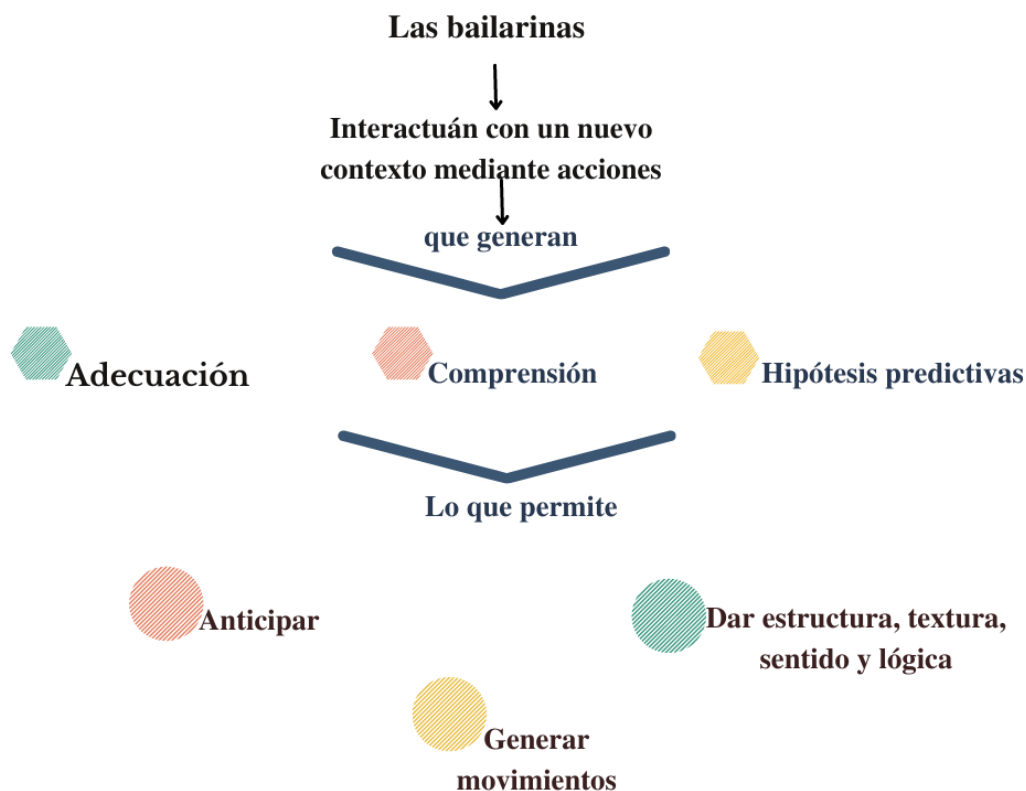 Las bailarinas
Interactuán con un nuevo
contexto mediante acciones
que generan
Adecuación
Comprensión
Hipótesis predictivas
Lo que permite
Anticipar
Dar estructura, textura,
sentido y lógica
Generar
movimientos